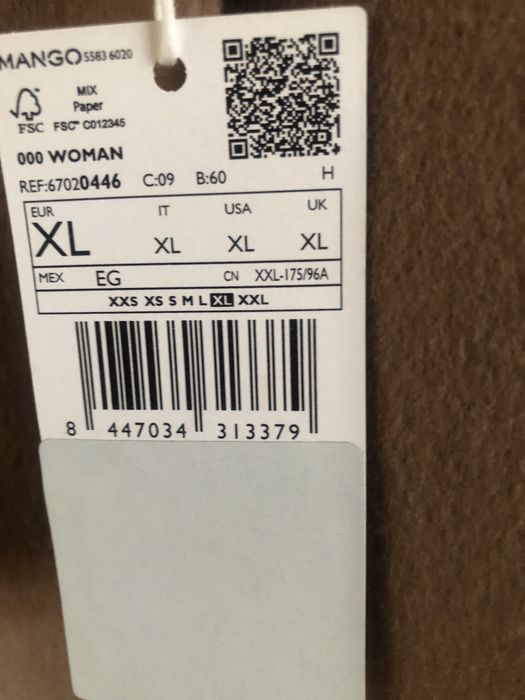 MANGO 5583 6020
MIX
Paper
FSC FSC™ C012345
000 WOMAN
REF:67020446 C:09 B:60 H
EUR IT USA UK
XL XL XL XL
MEX EG CN XXL-175/96A
XXS XS S M L XL XXL
8 447034 313379